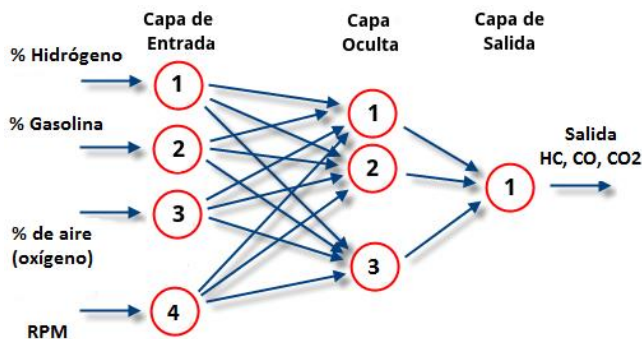 Capa de
Entrada
Capa
Oculta
Capa de
Salida
% Hidrógeno
1
% Gasolina
2
3
% de aire
(oxígeno)
4
RPM
1
2
3
1
Salida
HC, CO, CO2